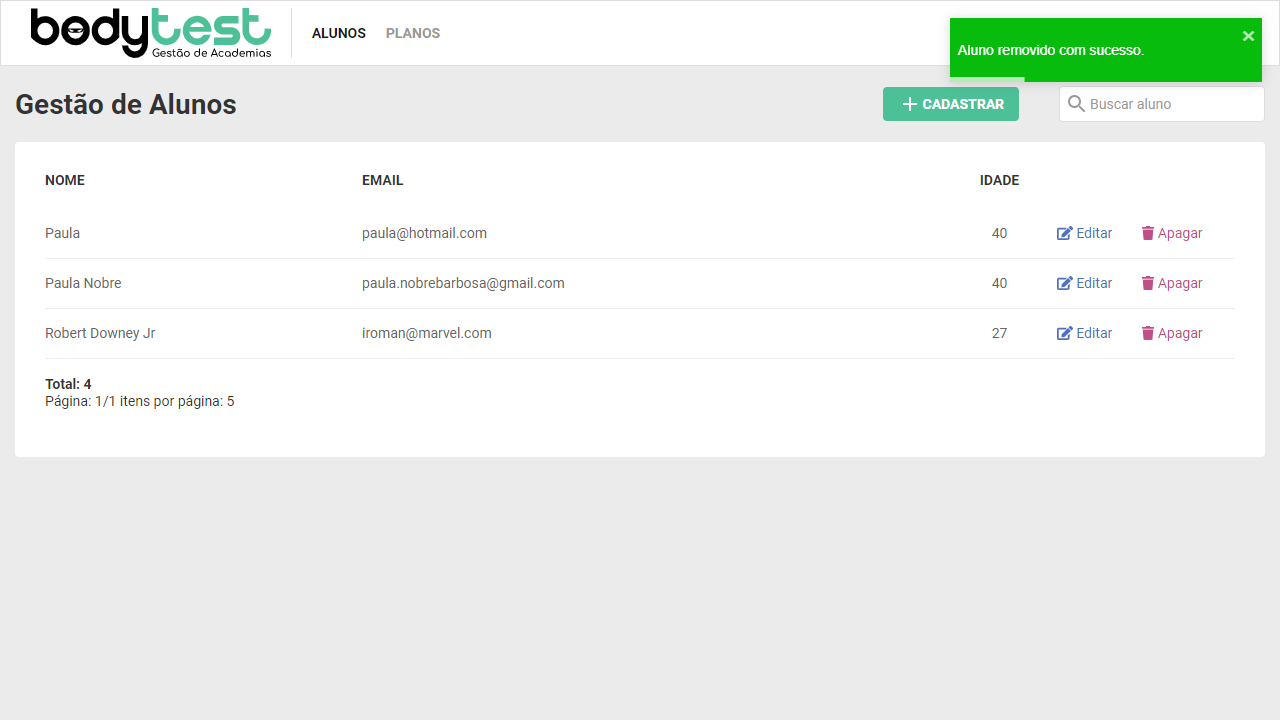 bodytest
Gestão de Academias
ALUNOS PLANOS
Aluno removido com sucesso.
Gestão de Alunos
CADASTRAR
Buscar aluno
NOME EMAIL IDADE
Paula paula@hotmail.com 40 Editar Apagar
Paula Nobre paula.nobrebarbosa@gmail.com 40 Editar Apagar
Robert Downey Jr iroman@marvel.com 27 Editar Apagar
Total: 4
Página: 1/1 itens por página: 5